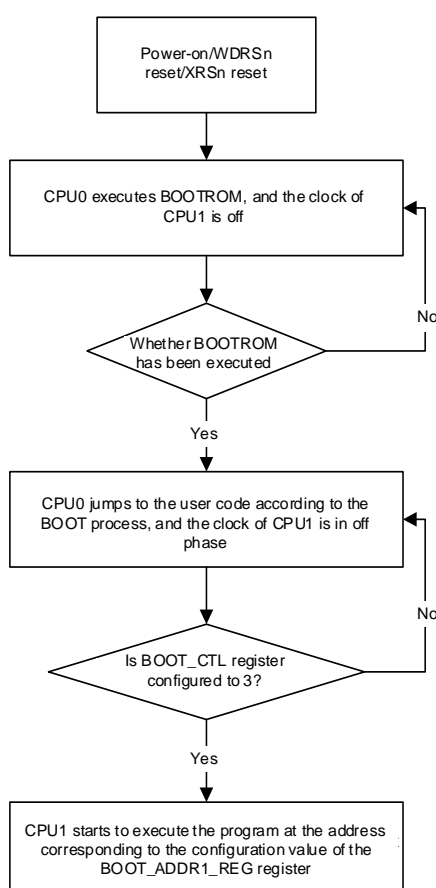 Power-on/WDRSn
reset/XRSn reset
CPU0 executes BOOTROM, and the clock of
CPU1 is off
No
Whether BOOTROM
has been executed
Yes
CPU0 jumps to the user code according to the
BOOT process, and the clock of CPU1 is in off
phase
No
Is BOOT_CTL register
configured to 3?
Yes
CPU1 starts to execute the program at the address
corresponding to the configuration value of the
BOOT_ADDR1_REG register